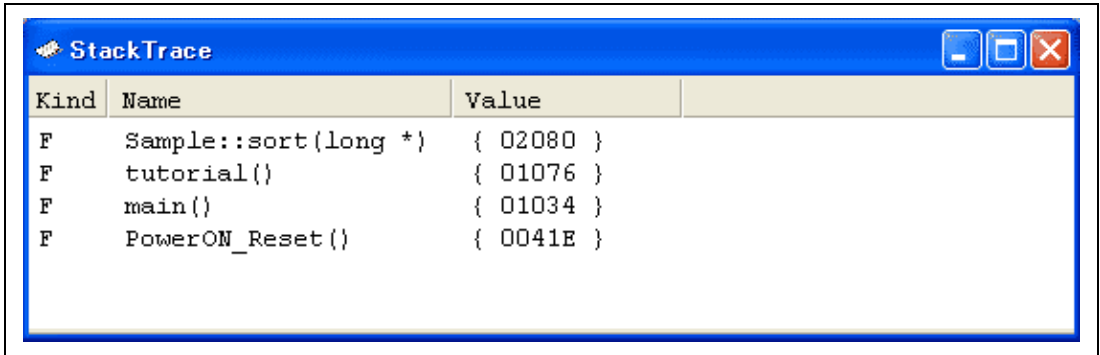 StackTrace
Kind Name Value
F Sample::sort(long *) { 02080 }
F tutorial() { 01076 }
F main() { 01034 }
F PowerON_Reset() { 0041E }